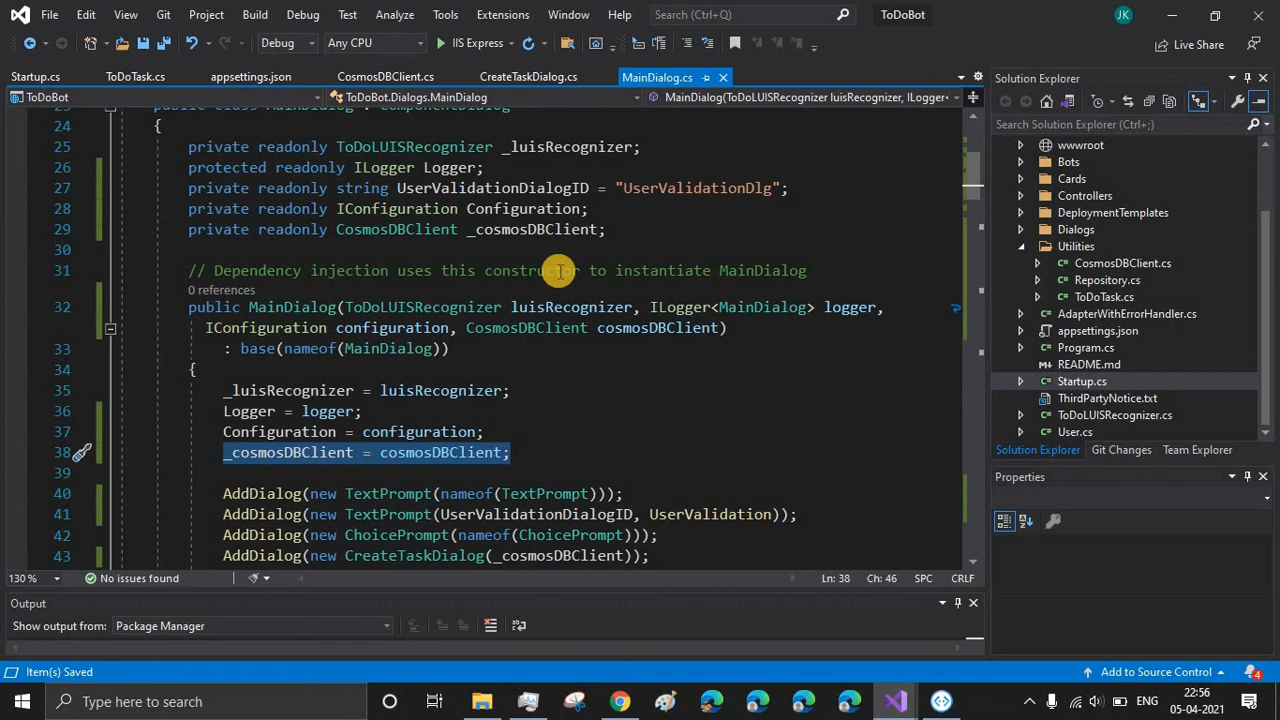 File Edit View Git Project Build Debug Test Analyze Tools Extensions Window Help Search (Ctrl+Q) ToDoBot JK
Debug Any CPU IIS Express Live Share
Startup.cs ToDoTask.cs appsettings.json CosmosDBClient.cs CreateTaskDialog.cs MainDialog.cs
ToDoBot ToDoBot.Dialogs.MainDialog MainDialog(ToDoLUISRecognizer luisRecognizer, ILogger<
24 {
25 private readonly ToDoLUISRecognizer _luisRecognizer;
26 protected readonly ILogger Logger;
27 private readonly string UserValidationDialogID = "UserValidationDlg";
28 private readonly IConfiguration Configuration;
29 private readonly CosmosDBClient _cosmosDBClient;
30
31 // Dependency injection uses this constructor to instantiate MainDialog
0 references
32 public MainDialog(ToDoLUISRecognizer luisRecognizer, ILogger<MainDialog> logger,
IConfiguration configuration, CosmosDBClient cosmosDBClient)
33 : base(nameof(MainDialog))
34 {
35 _luisRecognizer = luisRecognizer;
36 Logger = logger;
37 Configuration = configuration;
38 _cosmosDBClient = cosmosDBClient;
39
40 AddDialog(new TextPrompt(nameof(TextPrompt)));
41 AddDialog(new TextPrompt(UserValidationDialogID, UserValidation));
42 AddDialog(new ChoicePrompt(nameof(ChoicePrompt)));
43 AddDialog(new CreateTaskDialog(_cosmosDBClient));
130 % No issues found Ln: 38 Ch: 46 SPC CRLF
Output
Show output from: Package Manager
Solution Explorer
Search Solution Explorer (Ctrl+;)
wwwroot
Bots
Cards
Controllers
DeploymentTemplates
Dialogs
Utilities
CosmosDBClient.cs
Repository.cs
ToDoTask.cs
AdapterWithErrorHandler.cs
appsettings.json
Program.cs
README.md
Startup.cs
ThirdPartyNotice.txt
ToDoLUISRecognizer.cs
User.cs
Solution Explorer Git Changes Team Explorer
Properties
Item(s) Saved Add to Source Control 4
Type here to search ENG 22:56
05-04-2021